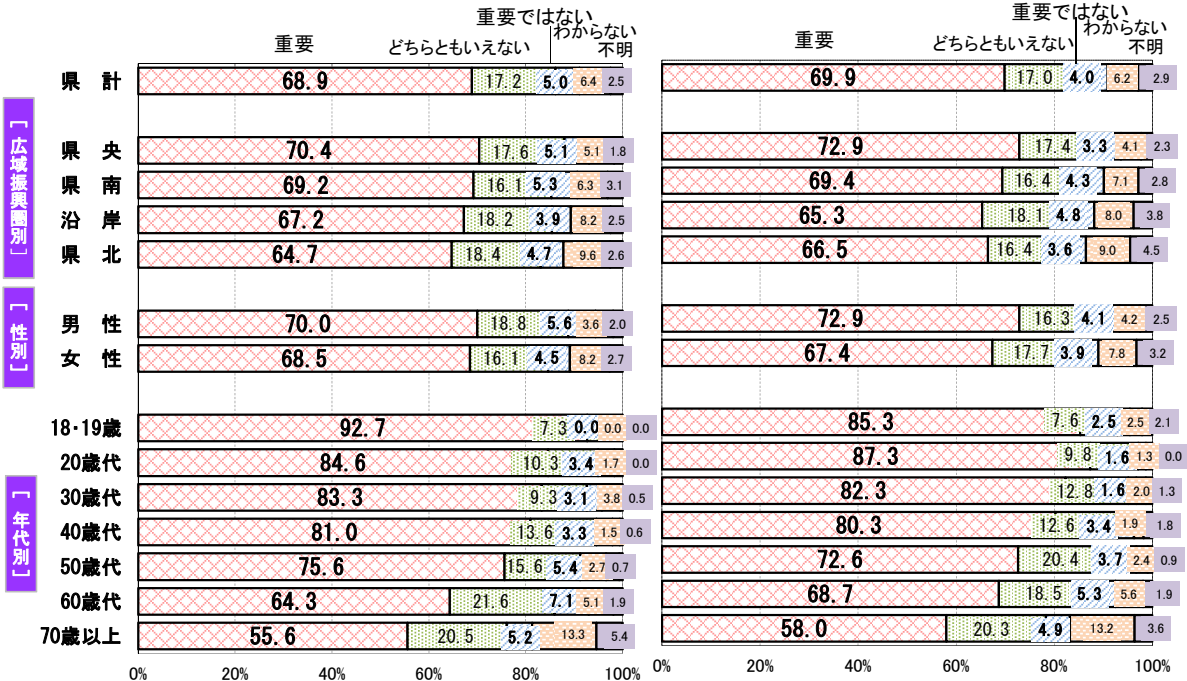 重要ではない
わからない
重要 どちらともいえない 不明
県 計 68.9 17.2 5.0 6.4 2.5
[ 広域振興圏別 ]
県 央 70.4 17.6 5.1 5.1 1.8
県 南 69.2 16.1 5.3 6.3 3.1
沿 岸 67.2 18.2 3.9 8.2 2.5
県 北 64.7 18.4 4.7 9.6 2.6
[ 性別 ]
男 性 70.0 18.8 5.6 3.6 2.0
女 性 68.5 16.1 4.5 8.2 2.7
[ 年代別 ]
18・19歳 92.7 7.3 0.0 0.0 0.0
20歳代 84.6 10.3 3.4 1.7 0.0
30歳代 83.3 9.3 3.1 3.8 0.5
40歳代 81.0 13.6 3.3 1.5 0.6
50歳代 75.6 15.6 5.4 2.7 0.7
60歳代 64.3 21.6 7.1 5.1 1.9
70歳以上 55.6 20.5 5.2 13.3 5.4
0% 20% 40% 60% 80% 100%
重要ではない
わからない
重要 どちらともいえない 不明
69.9 17.0 4.0 6.2 2.9
72.9 17.4 3.3 4.1 2.3
69.4 16.4 4.3 7.1 2.8
65.3 18.1 4.8 8.0 3.8
66.5 16.4 3.6 9.0 4.5
72.9 16.3 4.1 4.2 2.5
67.4 17.7 3.9 7.8 3.2
85.3 7.6 2.5 2.5 2.1
87.3 9.8 1.6 1.3 0.0
82.3 12.8 1.6 2.0 1.3
80.3 12.6 3.4 1.9 1.8
72.6 20.4 3.7 2.4 0.9
68.7 18.5 5.3 5.6 1.9
58.0 20.3 4.9 13.2 3.6
0% 20% 40% 60% 80% 100%